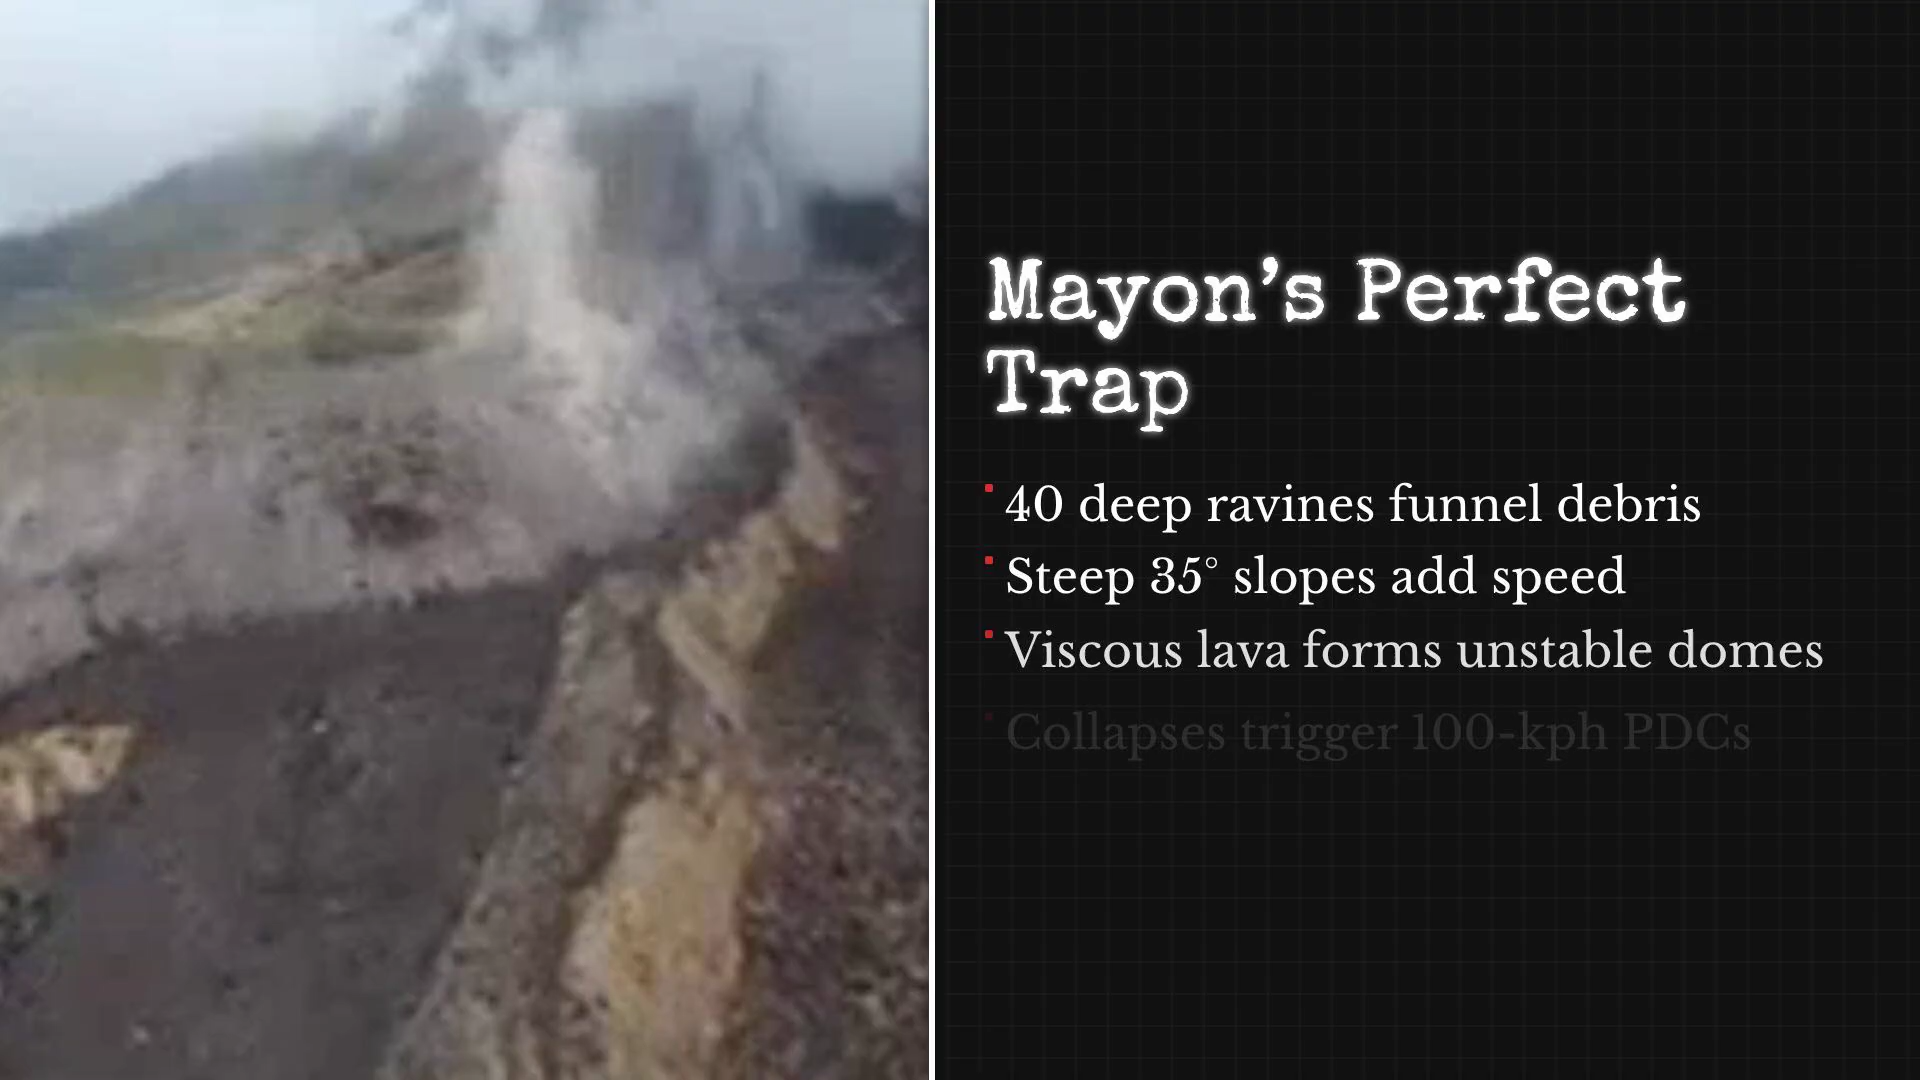 Mayon’s Perfect
Trap
40 deep ravines funnel debris
Steep 35° slopes add speed
Viscous lava forms unstable domes
Collapses trigger 100-kph PDCs